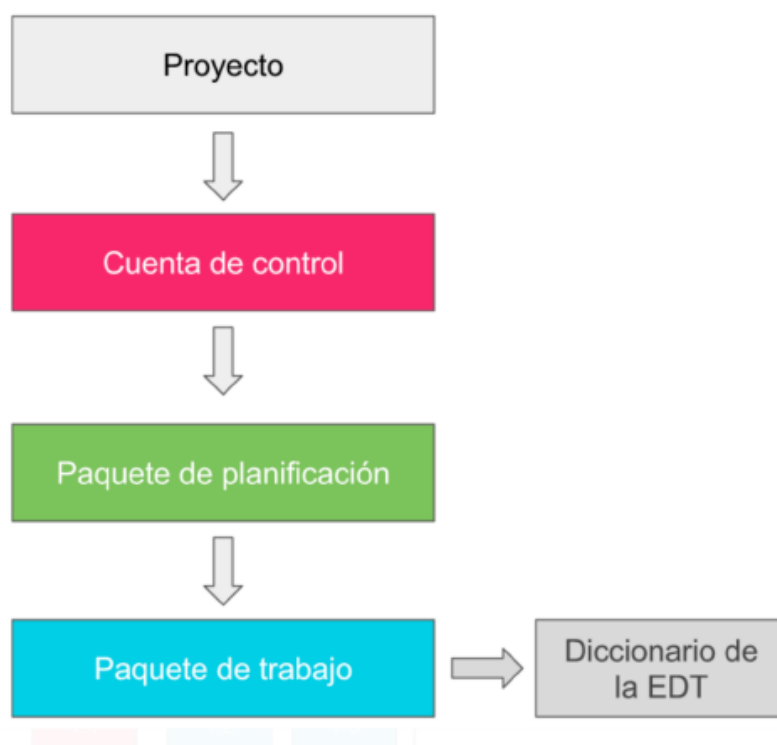 Proyecto
Cuenta de control
Paquete de planificación
Paquete de trabajo
Diccionario de
la EDT